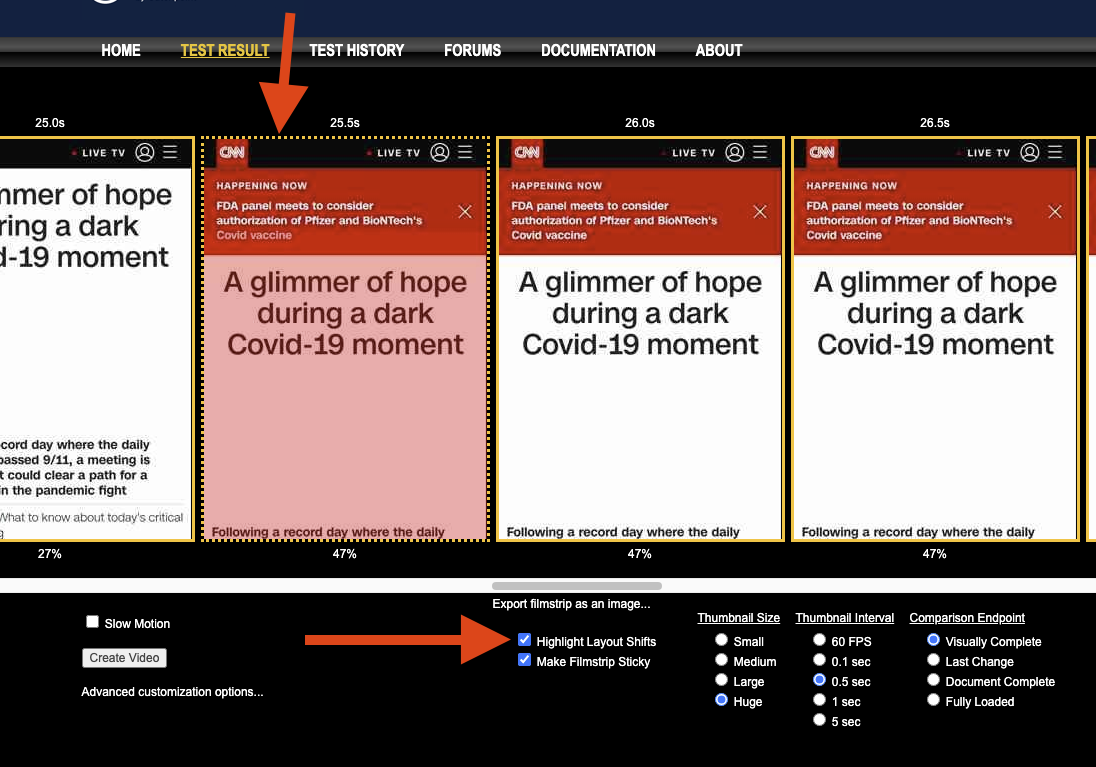 HOME TEST RESULT TEST HISTORY FORUMS DOCUMENTATION ABOUT
25.0s 25.5s 26.0s 26.5s
LIVE TV
mmer of hope
ring a dark
d-19 moment
cord day where the daily
passed 9/11, a meeting is
t could clear a path for a
in the pandemic fight
What to know about today's critical
g
27%
CNN LIVE TV
HAPPENING NOW
FDA panel meets to consider
authorization of Pfizer and BioNTech's
Covid vaccine
A glimmer of hope
during a dark
Covid-19 moment
Following a record day where the daily
47%
CNN LIVE TV
HAPPENING NOW
FDA panel meets to consider
authorization of Pfizer and BioNTech's
Covid vaccine
A glimmer of hope
during a dark
Covid-19 moment
Following a record day where the daily
47%
CNN LIVE TV
HAPPENING NOW
FDA panel meets to consider
authorization of Pfizer and BioNTech's
Covid vaccine
A glimmer of hope
during a dark
Covid-19 moment
Following a record day where the daily
47%
Slow Motion
Create Video
Advanced customization options...
Export filmstrip as an image...
Highlight Layout Shifts
Make Filmstrip Sticky
Thumbnail Size
Small
Medium
Large
Huge
Thumbnail Interval
60 FPS
0.1 sec
0.5 sec
1 sec
5 sec
Comparison Endpoint
Visually Complete
Last Change
Document Complete
Fully Loaded